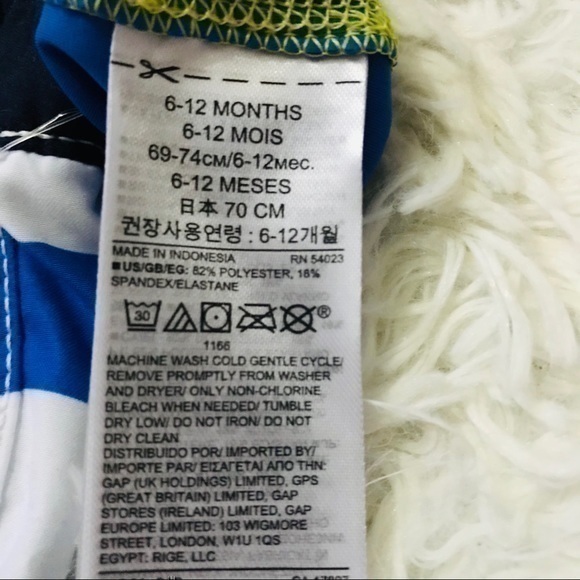 6-12 MONTHS
6-12 MOIS
69-74см/6-12мес.
6-12 MESES
日本 70 CM
권장사용연령 : 6-12개월
MADE IN INDONESIA RN 54023
■US/GB/EG: 82% POLYESTER, 18%
SPANDEX/ELASTANE
30 ®
1166
MACHINE WASH COLD GENTLE CYCLE/
REMOVE PROMPTLY FROM WASHER
AND DRYER/ ONLY NON-CHLORINE
BLEACH WHEN NEEDED/ TUMBLE
DRY LOW/ DO NOT IRON/ DO NOT
DRY CLEAN
DISTRIBUIDO POR/ IMPORTED BY/
IMPORTE PAR/ ΕΙΣΑΓΕΤΑΙ ΑΠΟ ΤΗΝ:
GAP (UK HOLDINGS) LIMITED, GPS
(GREAT BRITAIN) LIMITED, GAP
STORES (IRELAND) LIMITED, GAP
EUROPE LIMITED: 103 WIGMORE
STREET, LONDON, W1U 1QS
EGYPT: RIGE, LLC